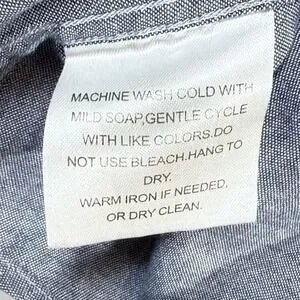 MACHINE WASH COLD WITH
MILD SOAP,GENTLE CYCLE
WITH LIKE COLORS.DO
NOT USE BLEACH.HANG TO
DRY.
WARM IRON IF NEEDED,
OR DRY CLEAN.